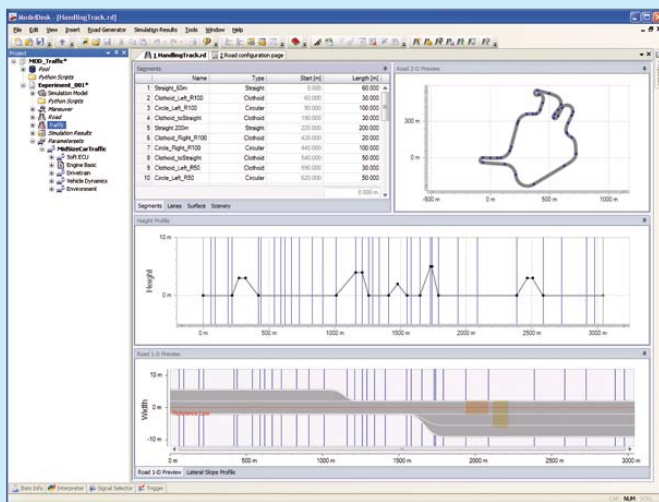 ModelDesk - [HandlingTrack.rd]
File Edit View Insert Road Generator Simulation Results Tools Window Help
Project
MOD_Traffic*
Pool
Python Scripts
Experiment_001*
Simulation Model
Python Scripts
Maneuver
Road
Traffic
Simulation Results
Parametersets
MidSizeCarTraffic
Soft ECU
Engine Basic
Drivetrain
Vehicle Dynamics
Environment
1 HandlingTrack.rd 2 Road configuration page
Segments
Name Type Start [m] Length [m]
1 Straight_60m Straight 0.000 60.000
2 Clothoid_Left_R100 Clothoid 60.000 30.000
3 Circle_Left_R100 Circular 90.000 100.000
4 Clothoid_toStraight Clothoid 190.000 30.000
5 Straight 200m Straight 220.000 200.000
6 Clothoid_Right_R100 Clothoid 420.000 20.000
7 Circle_Right_R100 Circular 440.000 100.000
8 Clothoid_toStraight Clothoid 540.000 50.000
9 Clothoid_Left_R50 Clothoid 590.000 30.000
10 Circle_Left_R50 Circular 620.000 50.000
0.000 m
Segments Lanes Surface Scenery
Road 2-D Preview
300 m
0 m
-500 m 0 m 500 m 1000 m
Height Profile
10 m
Height
0 m
0 m 500 m 1000 m 1500 m 2000 m 2500 m 3000 m
Road 1-D Preview
10 m
Width
0 m
Reference Line
-10 m
0 m 500 m 1000 m 1500 m 2000 m 2500 m 3000 m
Road 1-D Preview Lateral Slope Profile
Item Info Interpreter Signal Selector Trigger
CAP NUM SCRL